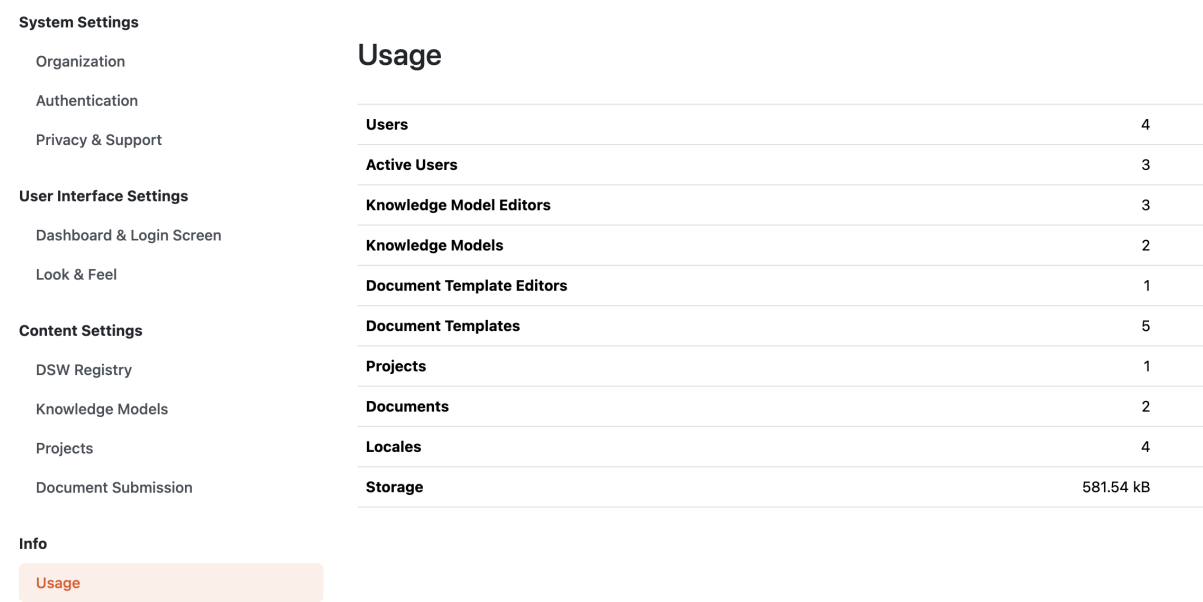 System Settings
Organization
Authentication
Privacy & Support
User Interface Settings
Dashboard & Login Screen
Look & Feel
Content Settings
DSW Registry
Knowledge Models
Projects
Document Submission
Info
Usage
Usage
Users 4
Active Users 3
Knowledge Model Editors 3
Knowledge Models 2
Document Template Editors 1
Document Templates 5
Projects 1
Documents 2
Locales 4
Storage 581.54 kB